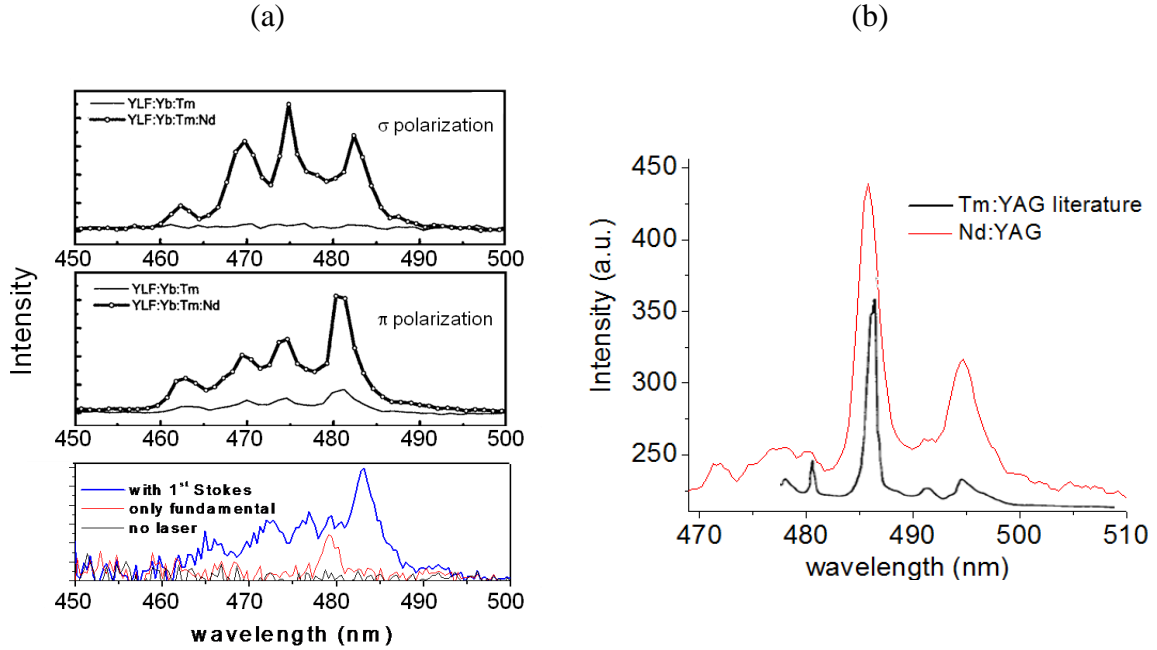 (a)
(b)
YLF:Yb:Tm
YLF:Yb:Tm:Nd
σ polarization
450 460 470 480 490 500
YLF:Yb:Tm
YLF:Yb:Tm:Nd
π polarization
450 460 470 480 490 500
with 1st Stokes
only fundamental
no laser
450 460 470 480 490 500
wavelength (nm)
Intensity
450
400
350
300
250
Tm:YAG literature
Nd:YAG
470 480 490 500 510
wavelength (nm)
Intensity (a.u.)